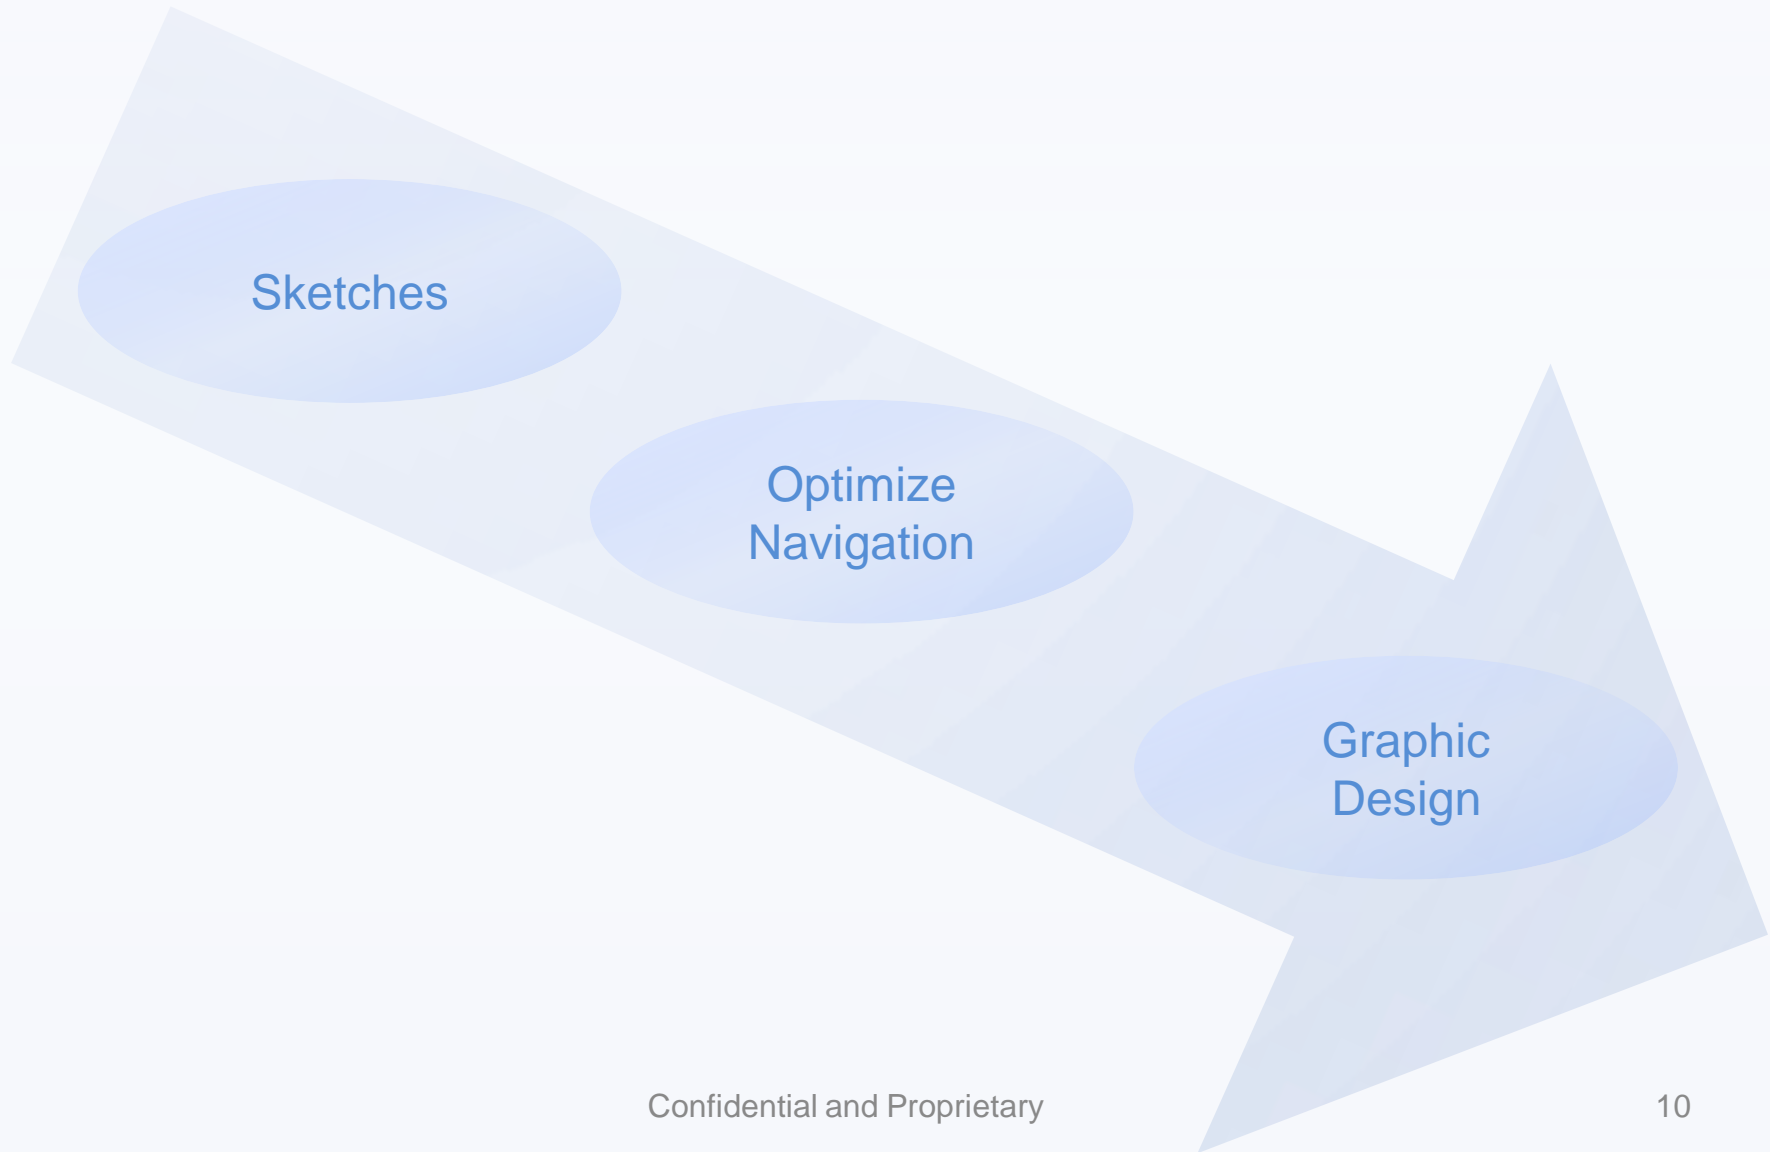 Sketches
Optimize
Navigation
Graphic
Design
Confidential and Proprietary
10